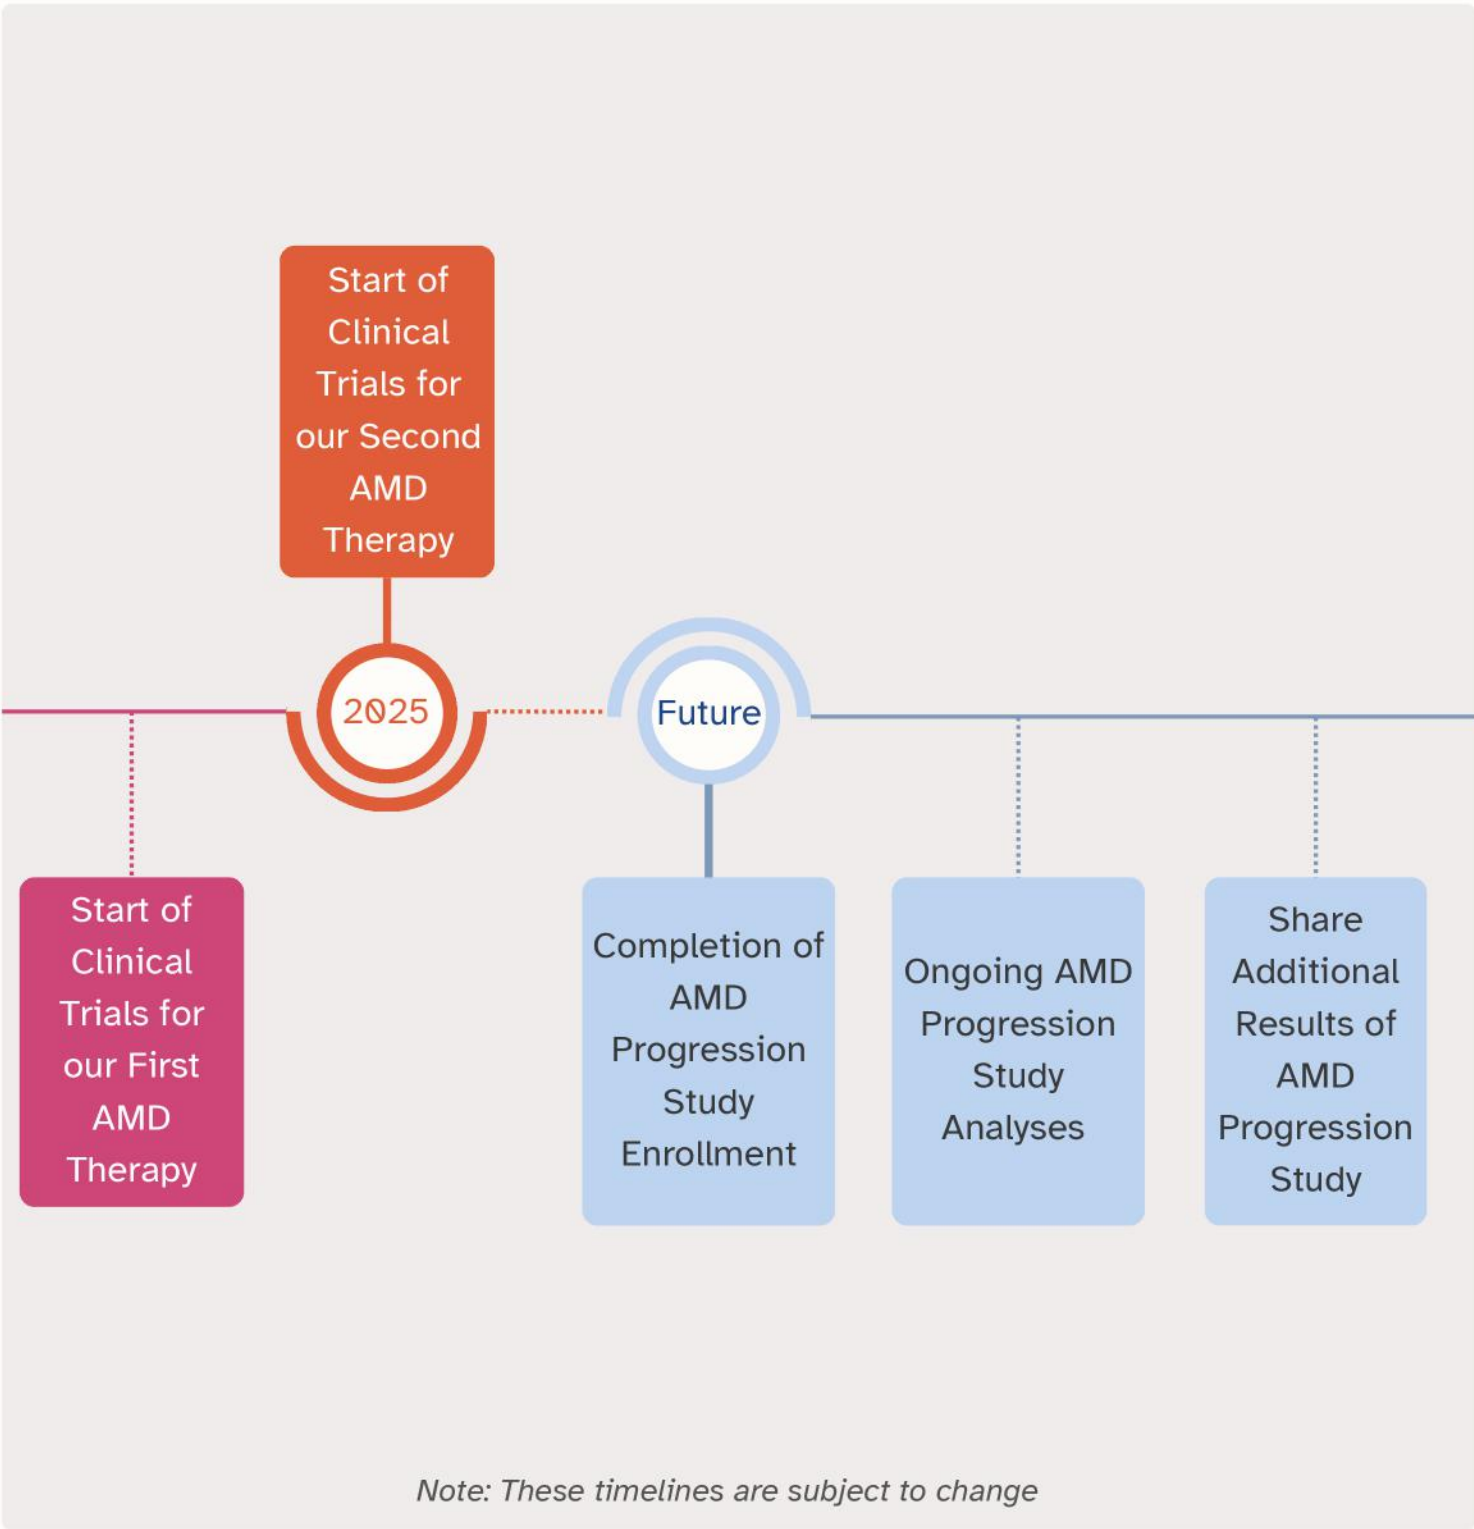 Start of
Clinical
Trials for
our Second
AMD
Therapy
2025
Future
Start of
Clinical
Trials for
our First
AMD
Therapy
Completion of
AMD
Progression
Study
Enrollment
Ongoing AMD
Progression
Study
Analyses
Share
Additional
Results of
AMD
Progression
Study
Note: These timelines are subject to change